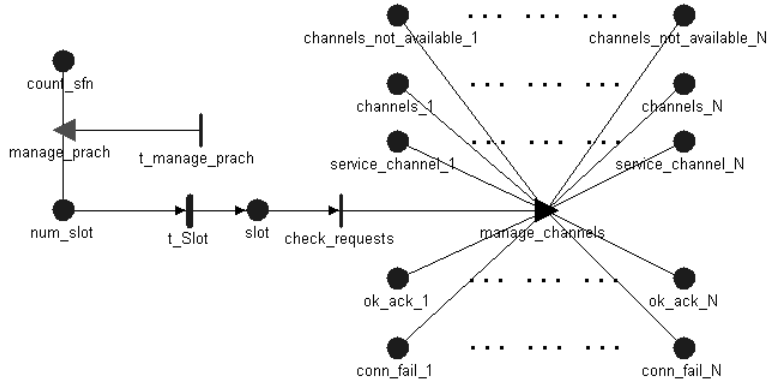 channels_not_available_1
channels_not_available_N
count_sfn
channels_1
channels_N
manage_prach
t_manage_prach
service_channel_1
service_channel_N
num_slot
t_Slot
slot
check_requests
manage_channels
ok_ack_1
ok_ack_N
conn_fail_1
conn_fail_N